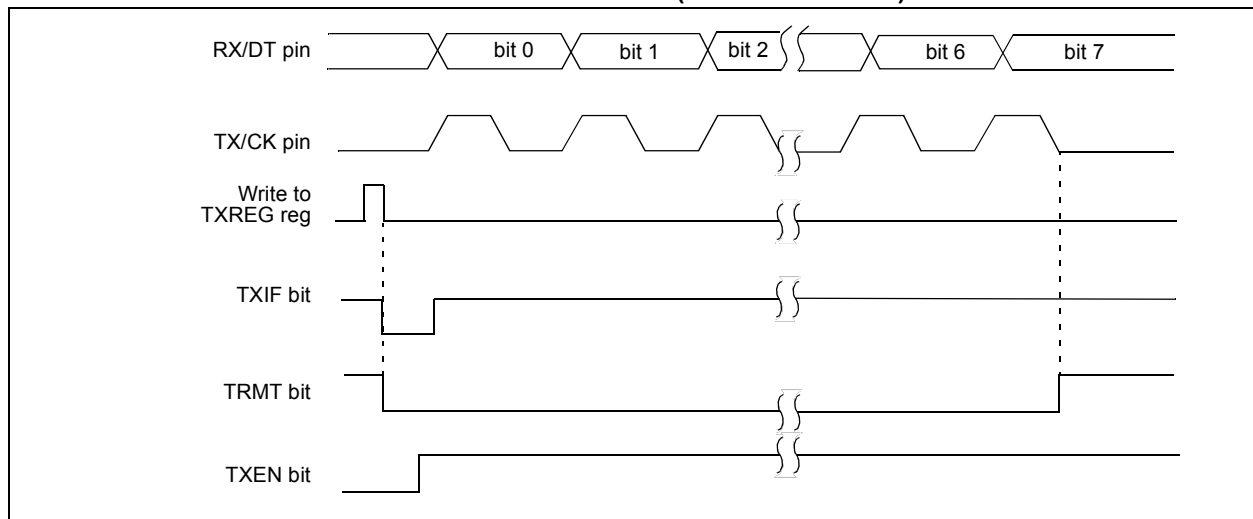 RX/DT pin
bit 0
bit 1
bit 2
bit 6
bit 7
TX/CK pin
Write to
TXREG reg
TXIF bit
TRMT bit
TXEN bit